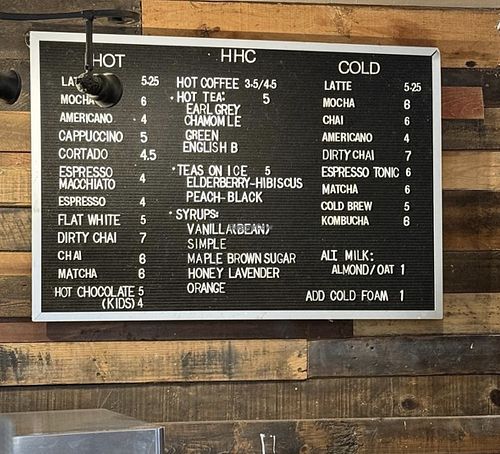 HOT
LAT 5.25
MOCHA 6
AMERICANO 4
CAPPUCCINO 5
CORTADO 4.5
ESPRESSO
MACCHIATO 4
ESPRESSO 4
FLAT WHITE 5
DIRTY CHAI 7
CHAI 6
MATCHA 6
HOT CHOCOLATE 5
(KIDS) 4
HHC
HOT COFFEE 3.5/4.5
• HOT TEA: 5
EARL GREY
CHAMOMLE
GREEN
ENGLISH B
• TEAS ON ICE 5
ELDERBERRY-HIBISCUS
PEACH-BLACK
• SYRUPS:
VANILLA (BEAN)
SIMPLE
MAPLE BROWN SUGAR
HONEY LAVENDER
ORANGE
COLD
LATTE 5.25
MOCHA 6
CHAI 6
AMERICANO 4
DIRTY CHAI 7
ESPRESSO TONIC 6
MATCHA 6
COLD BREW 5
KOMBUCHA 6
ALT MILK:
ALMOND/OAT 1
ADD COLD FOAM 1